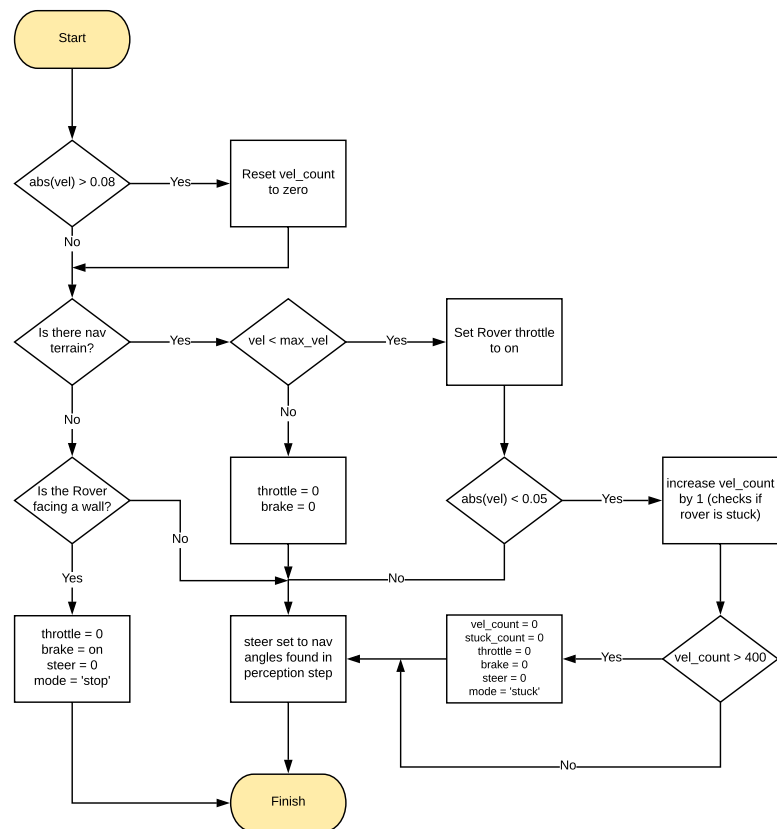 Start
abs(vel) > 0.08
Yes
Reset vel_count
to zero
No
Is there nav
terrain?
Yes
vel < max_vel
Yes
Set Rover throttle
to on
No
No
Is the Rover
facing a wall?
throttle = 0
brake = 0
abs(vel) < 0.05
Yes
increase vel_count
by 1 (checks if
rover is stuck)
No
Yes
No
throttle = 0
brake = on
steer = 0
mode = 'stop'
steer set to nav
angles found in
perception step
vel_count = 0
stuck_count = 0
throttle = 0
brake = 0
steer = 0
mode = 'stuck'
Yes
vel_count > 400
No
Finish